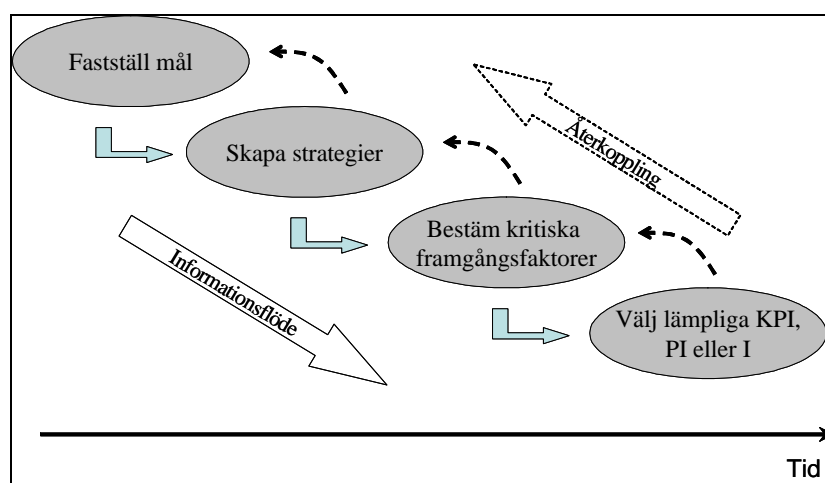 Fastställ mål
Skapa strategier
Återkoppling
Bestäm kritiska
framgångsfaktorer
Informationsflöde
Välj lämpliga KPI,
PI eller I
Tid